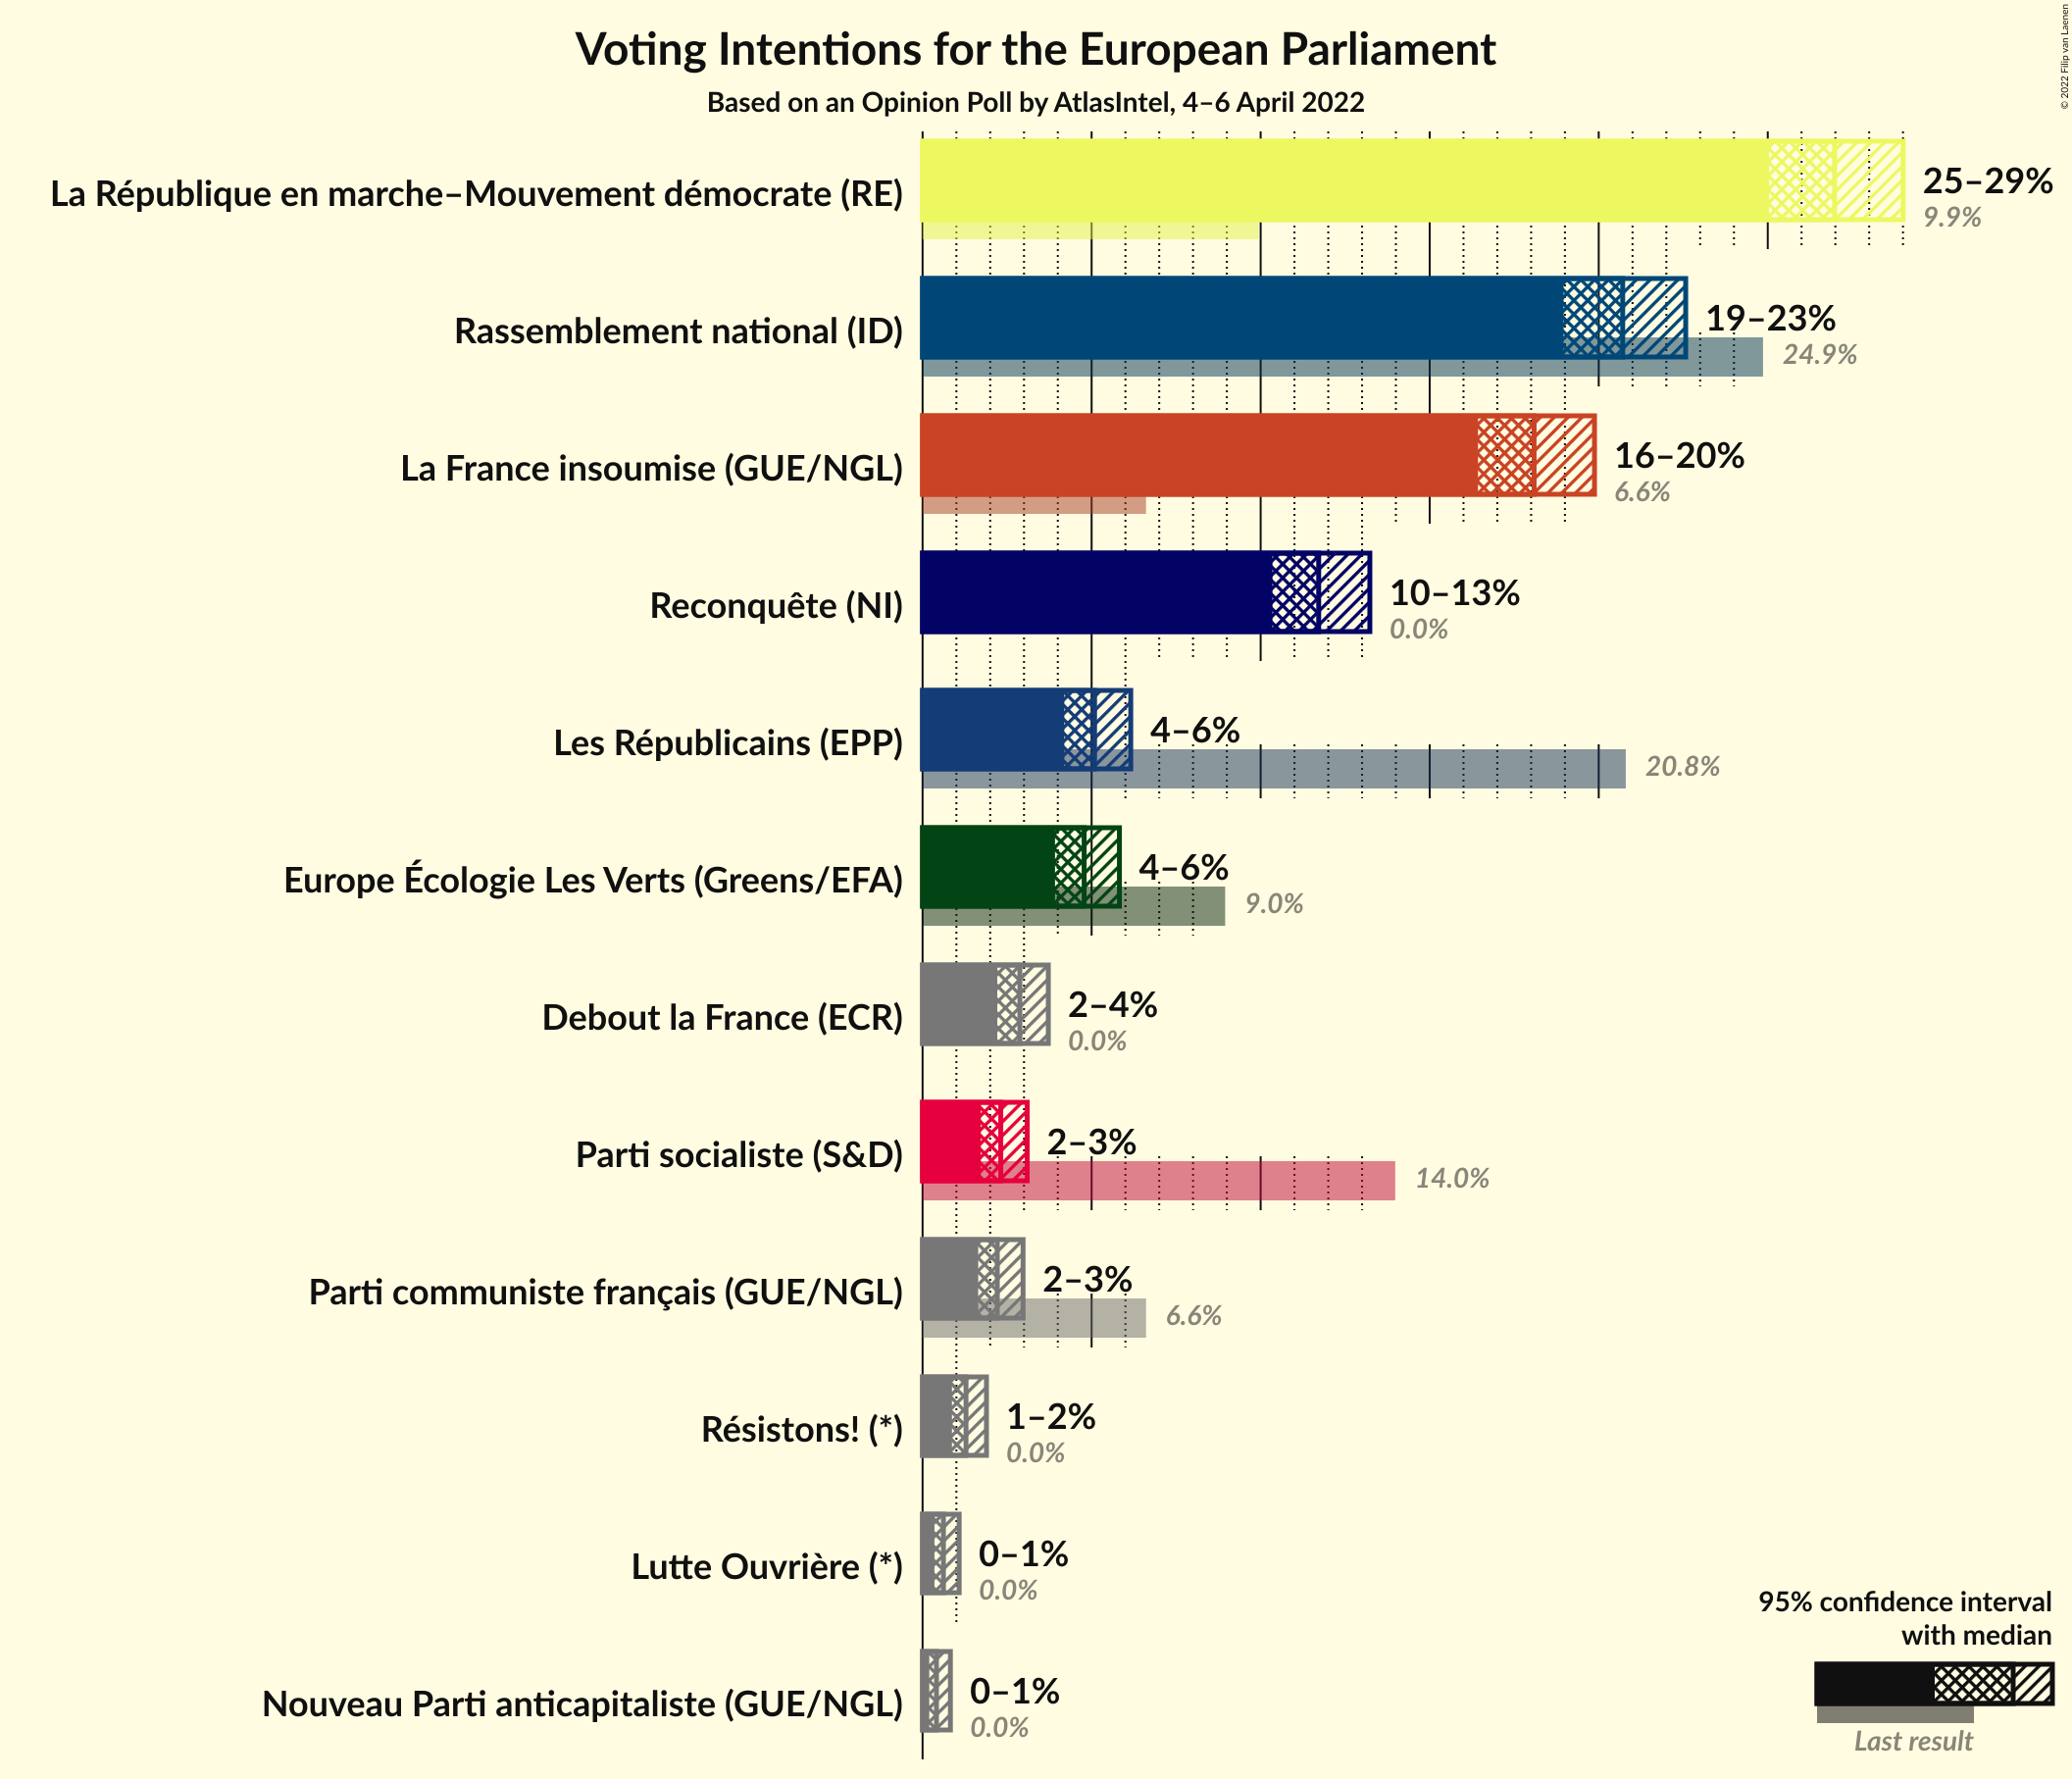 Voting Intentions for the European Parliament
Based on an Opinion Poll by AtlasIntel, 4–6 April 2022
© 2022 Filip van Laenen
La République en marche–Mouvement démocrate (RE)
25–29%
9.9%
Rassemblement national (ID)
19–23%
24.9%
La France insoumise (GUE/NGL)
16–20%
6.6%
Reconquête (NI)
10–13%
0.0%
Les Républicains (EPP)
4–6%
20.8%
Europe Écologie Les Verts (Greens/EFA)
4–6%
9.0%
Debout la France (ECR)
2–4%
0.0%
Parti socialiste (S&D)
2–3%
14.0%
Parti communiste français (GUE/NGL)
2–3%
6.6%
Résistons! (*)
1–2%
0.0%
Lutte Ouvrière (*)
0–1%
0.0%
Nouveau Parti anticapitaliste (GUE/NGL)
0–1%
0.0%
95% confidence interval
with median
Last result